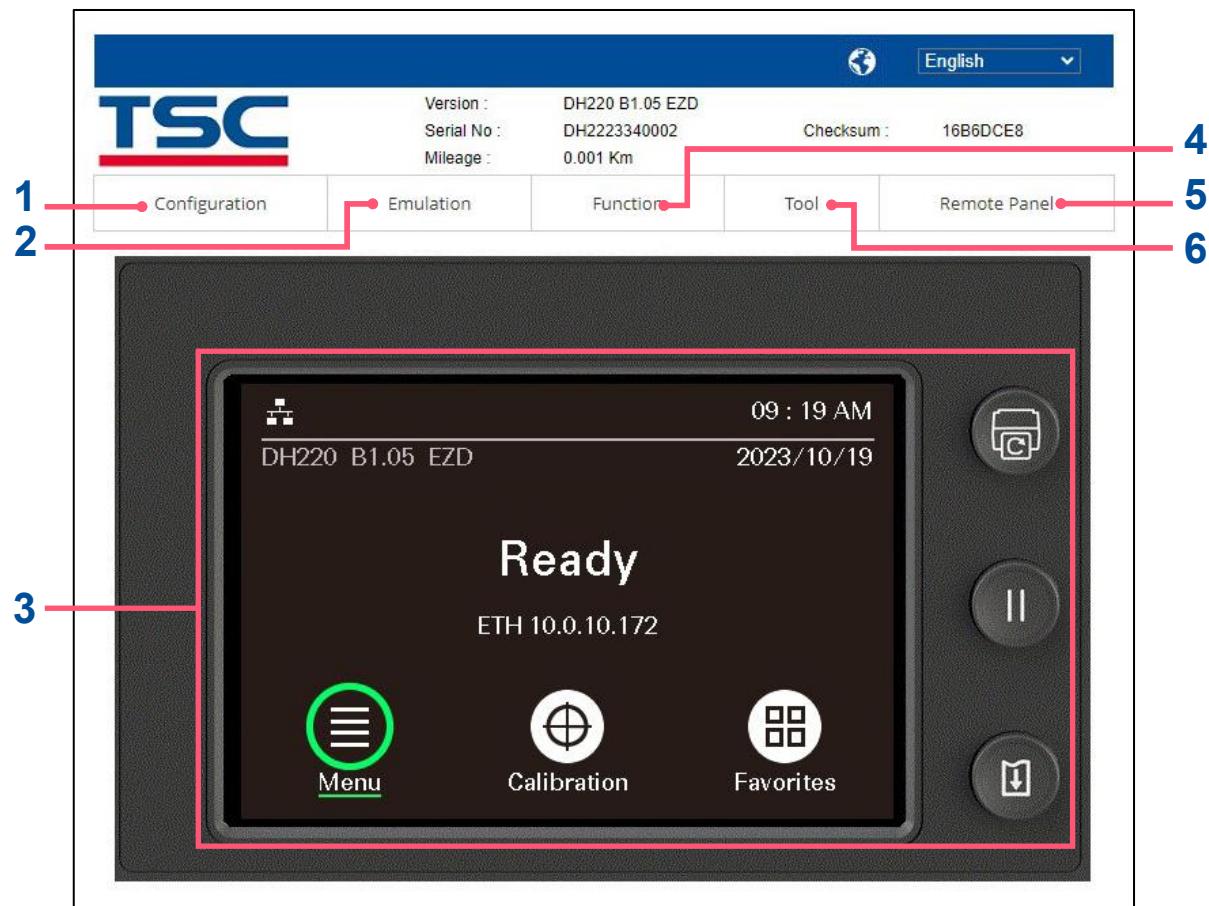 English
TSC
Version : DH220 B1.05 EZD
Serial No : DH2223340002 Checksum : 16B6DCE8
Mileage : 0.001 Km
4
1 Configuration Emulation Function Tool Remote Panel 5
2 6
09 : 19 AM
DH220 B1.05 EZD 2023/10/19
Ready
3
ETH 10.0.10.172
Menu Calibration Favorites